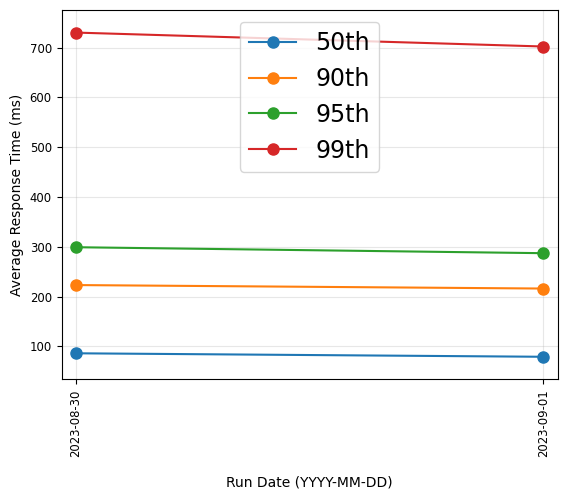 Average Response Time (ms)
700
600
500
400
300
200
100
50th
90th
95th
99th
2023-08-30
2023-09-01
Run Date (YYYY-MM-DD)